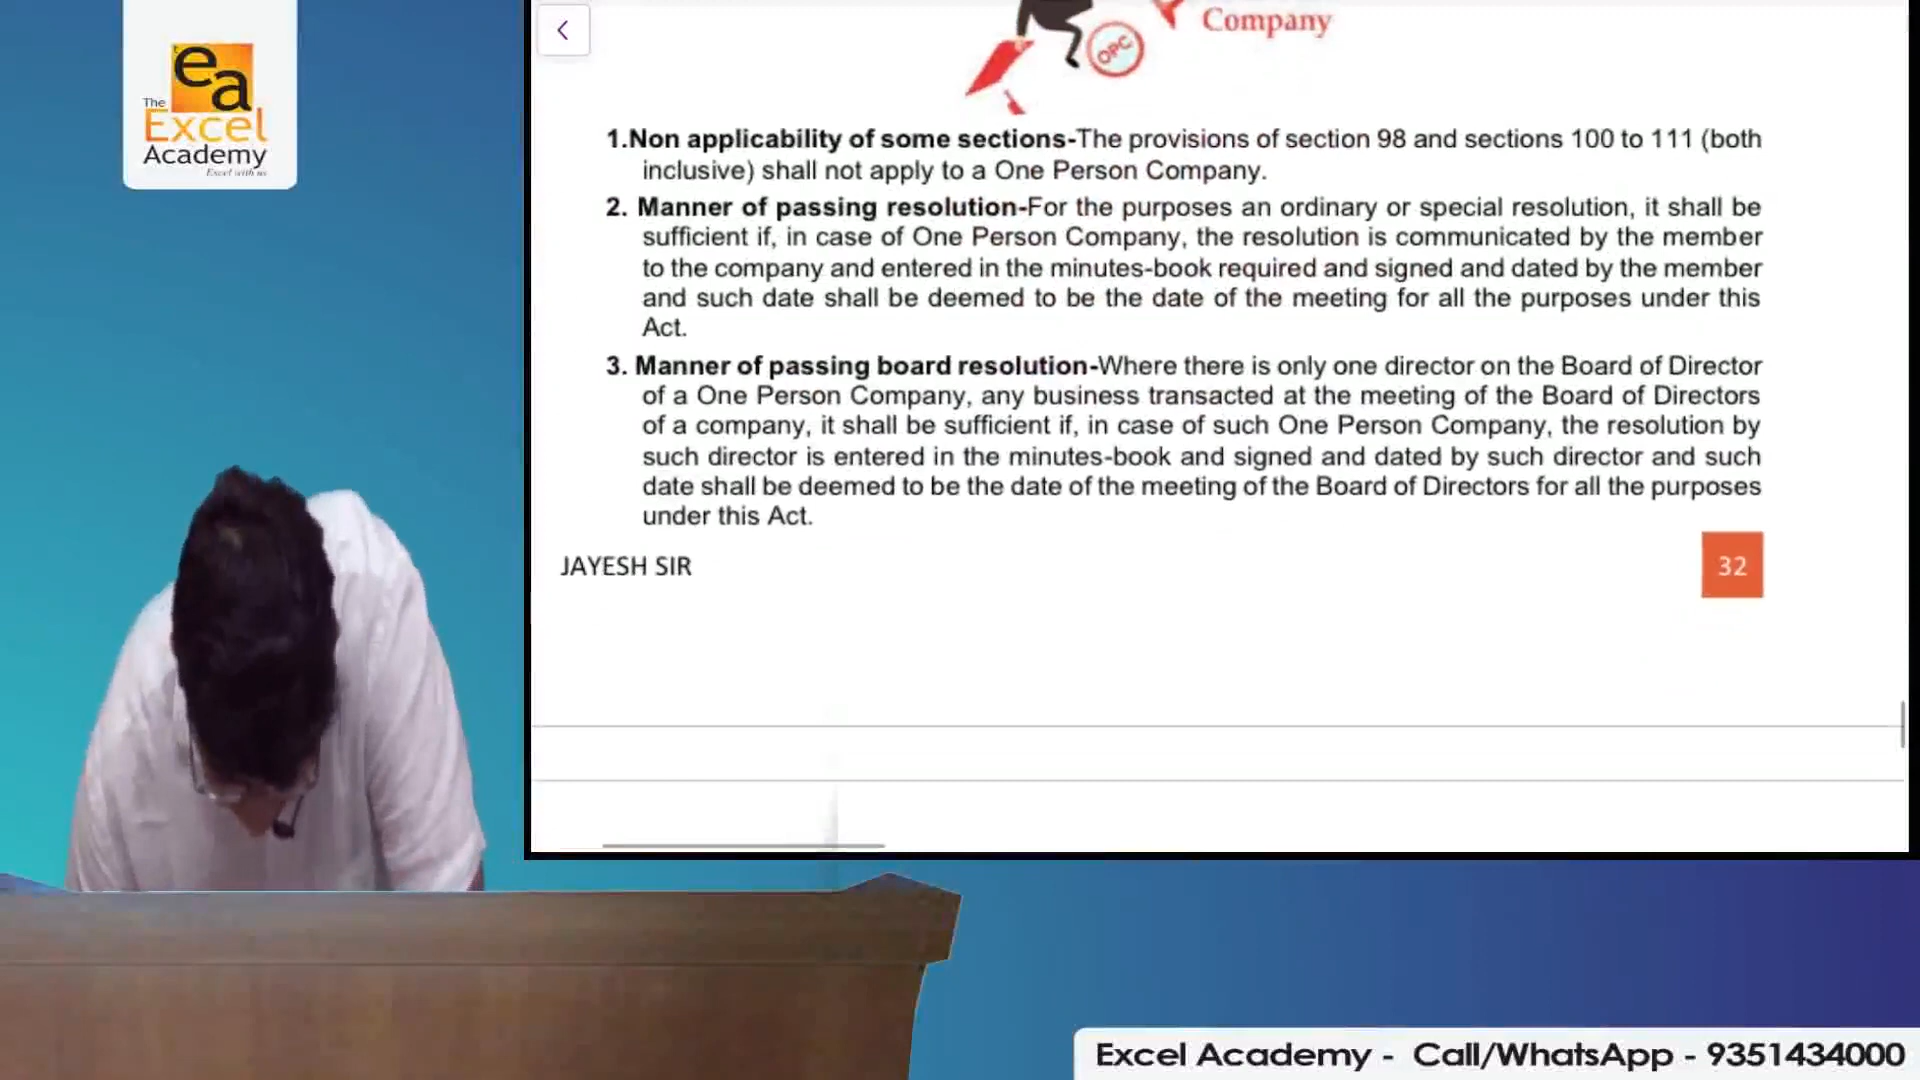 ea
The
Excel
Academy
Excel with us
Company
OPC
1.Non applicability of some sections-The provisions of section 98 and sections 100 to 111 (both
inclusive) shall not apply to a One Person Company.
2. Manner of passing resolution-For the purposes an ordinary or special resolution, it shall be
sufficient if, in case of One Person Company, the resolution is communicated by the member
to the company and entered in the minutes-book required and signed and dated by the member
and such date shall be deemed to be the date of the meeting for all the purposes under this
Act.
3. Manner of passing board resolution-Where there is only one director on the Board of Director
of a One Person Company, any business transacted at the meeting of the Board of Directors
of a company, it shall be sufficient if, in case of such One Person Company, the resolution by
such director is entered in the minutes-book and signed and dated by such director and such
date shall be deemed to be the date of the meeting of the Board of Directors for all the purposes
under this Act.
JAYESH SIR
32
Excel Academy - Call/WhatsApp - 9351434000